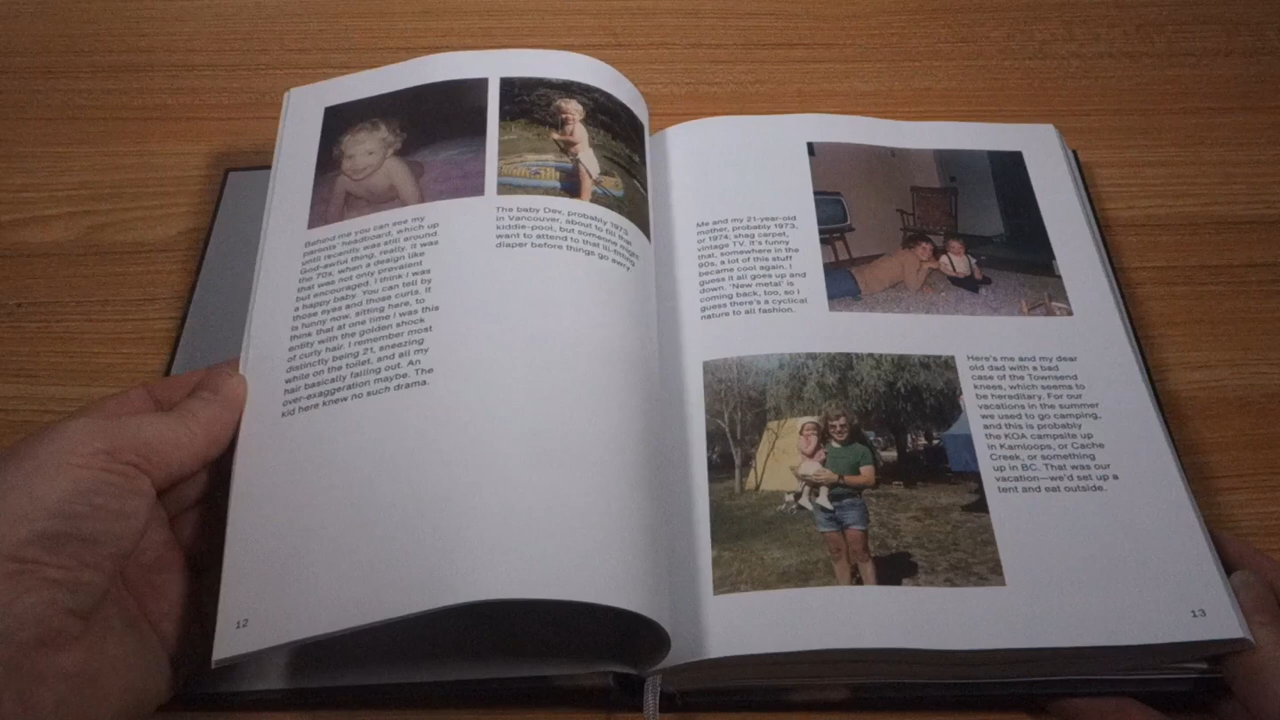 Behind me you can see my
parents' headboard, which up
until recently was still around.
God-awful thing, really. It was
the 70s, when a design like
that was not only prevalent
but encouraged. I think I was
a happy baby. You can tell by
those eyes and those curls. It
is funny now, sitting here, to
think that at one time I was this
entity with the golden shock
of curly hair. I remember most
distinctly being 21, sneezing
while on the toilet, and all my
hair basically falling out. An
over-exaggeration maybe. The
kid here knew no such drama.
The baby Dev, probably 1973
in Vancouver, about to fill that
kiddie-pool, but someone might
want to attend to that ill-fitting
diaper before things go awry.
12
Me and my 21-year-old
mother, probably 1973,
or 1974; shag carpet,
vintage TV. It's funny
that, somewhere in the
90s, a lot of this stuff
became cool again. I
guess it all goes up and
down. 'New metal' is
coming back, too, so I
guess there's a cyclical
nature to all fashion.
Here's me and my dear
old dad with a bad
case of the Townsend
knees, which seems to
be hereditary. For our
vacations in the summer
we used to go camping,
and this is probably
the KOA campsite up
in Kamloops, or Cache
Creek, or something
up in BC. That was our
vacation—we'd set up a
tent and eat outside.
13